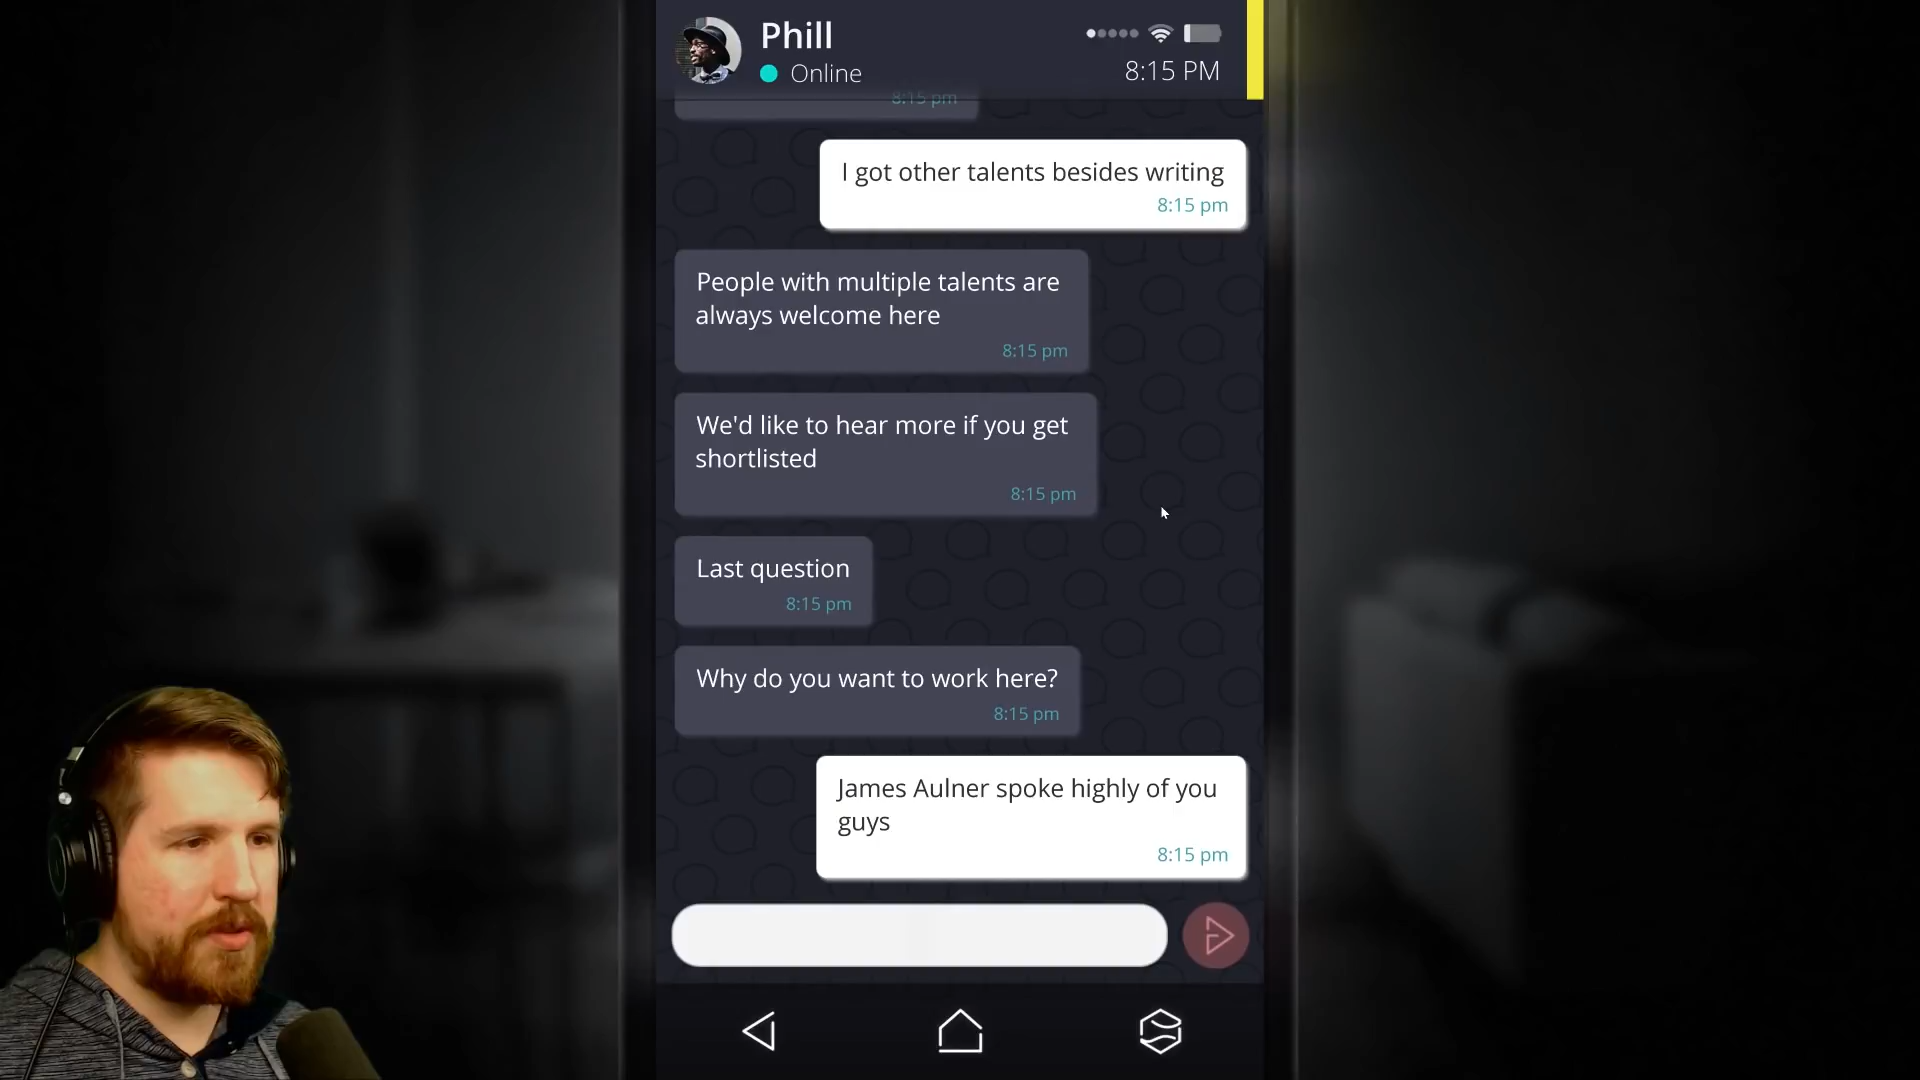 Phill
Online
8:15 PM
8:15 pm
I got other talents besides writing
8:15 pm
People with multiple talents are
always welcome here
8:15 pm
We'd like to hear more if you get
shortlisted
8:15 pm
Last question
8:15 pm
Why do you want to work here?
8:15 pm
James Aulner spoke highly of you
guys
8:15 pm